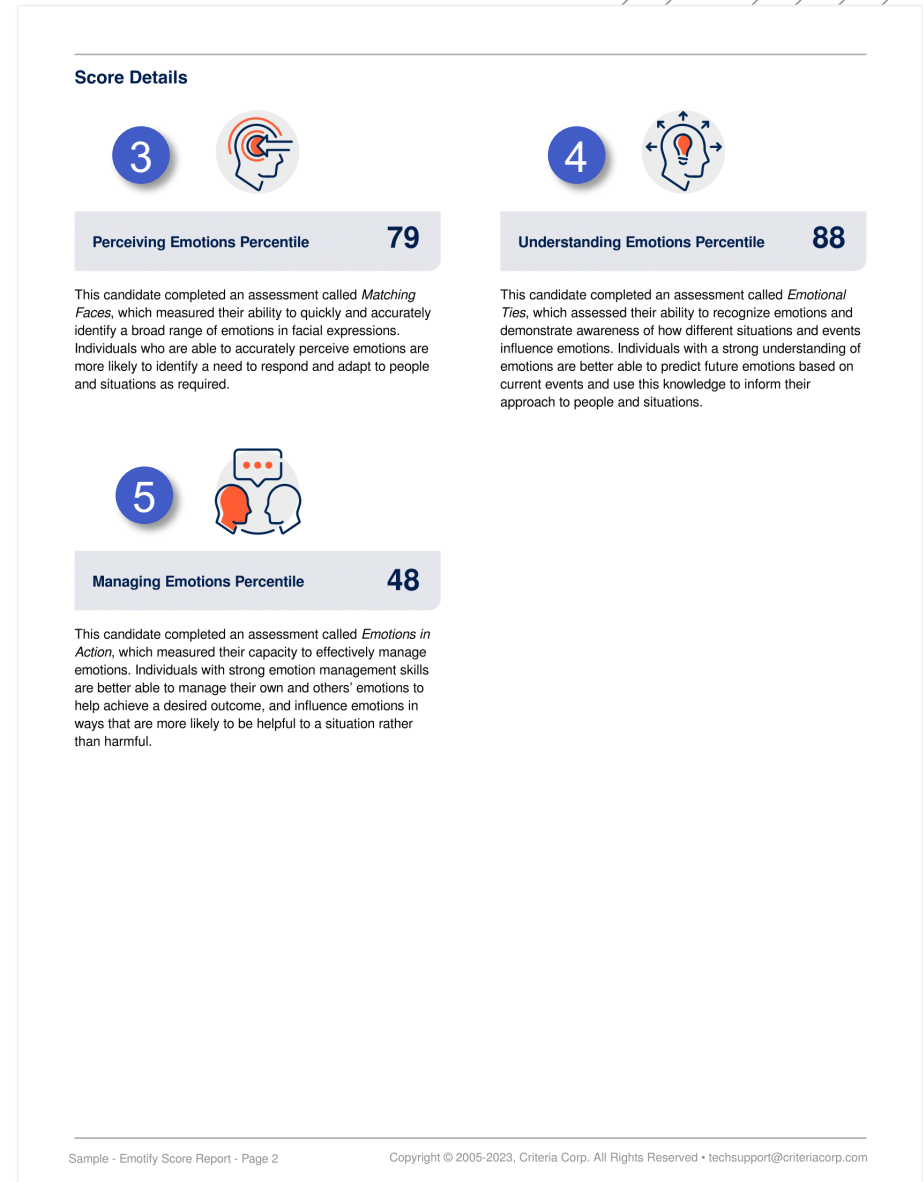 Score Details
3
4
Perceiving Emotions Percentile 79
Understanding Emotions Percentile 88
This candidate completed an assessment called Matching
Faces, which measured their ability to quickly and accurately
identify a broad range of emotions in facial expressions.
Individuals who are able to accurately perceive emotions are
more likely to identify a need to respond and adapt to people
and situations as required.
This candidate completed an assessment called Emotional
Ties, which assessed their ability to recognize emotions and
demonstrate awareness of how different situations and events
influence emotions. Individuals with a strong understanding of
emotions are better able to predict future emotions based on
current events and use this knowledge to inform their
approach to people and situations.
5
Managing Emotions Percentile 48
This candidate completed an assessment called Emotions in
Action, which measured their capacity to effectively manage
emotions. Individuals with strong emotion management skills
are better able to manage their own and others’ emotions to
help achieve a desired outcome, and influence emotions in
ways that are more likely to be helpful to a situation rather
than harmful.
Sample - Emotify Score Report - Page 2
Copyright © 2005-2023, Criteria Corp. All Rights Reserved • techsupport@criteriacorp.com